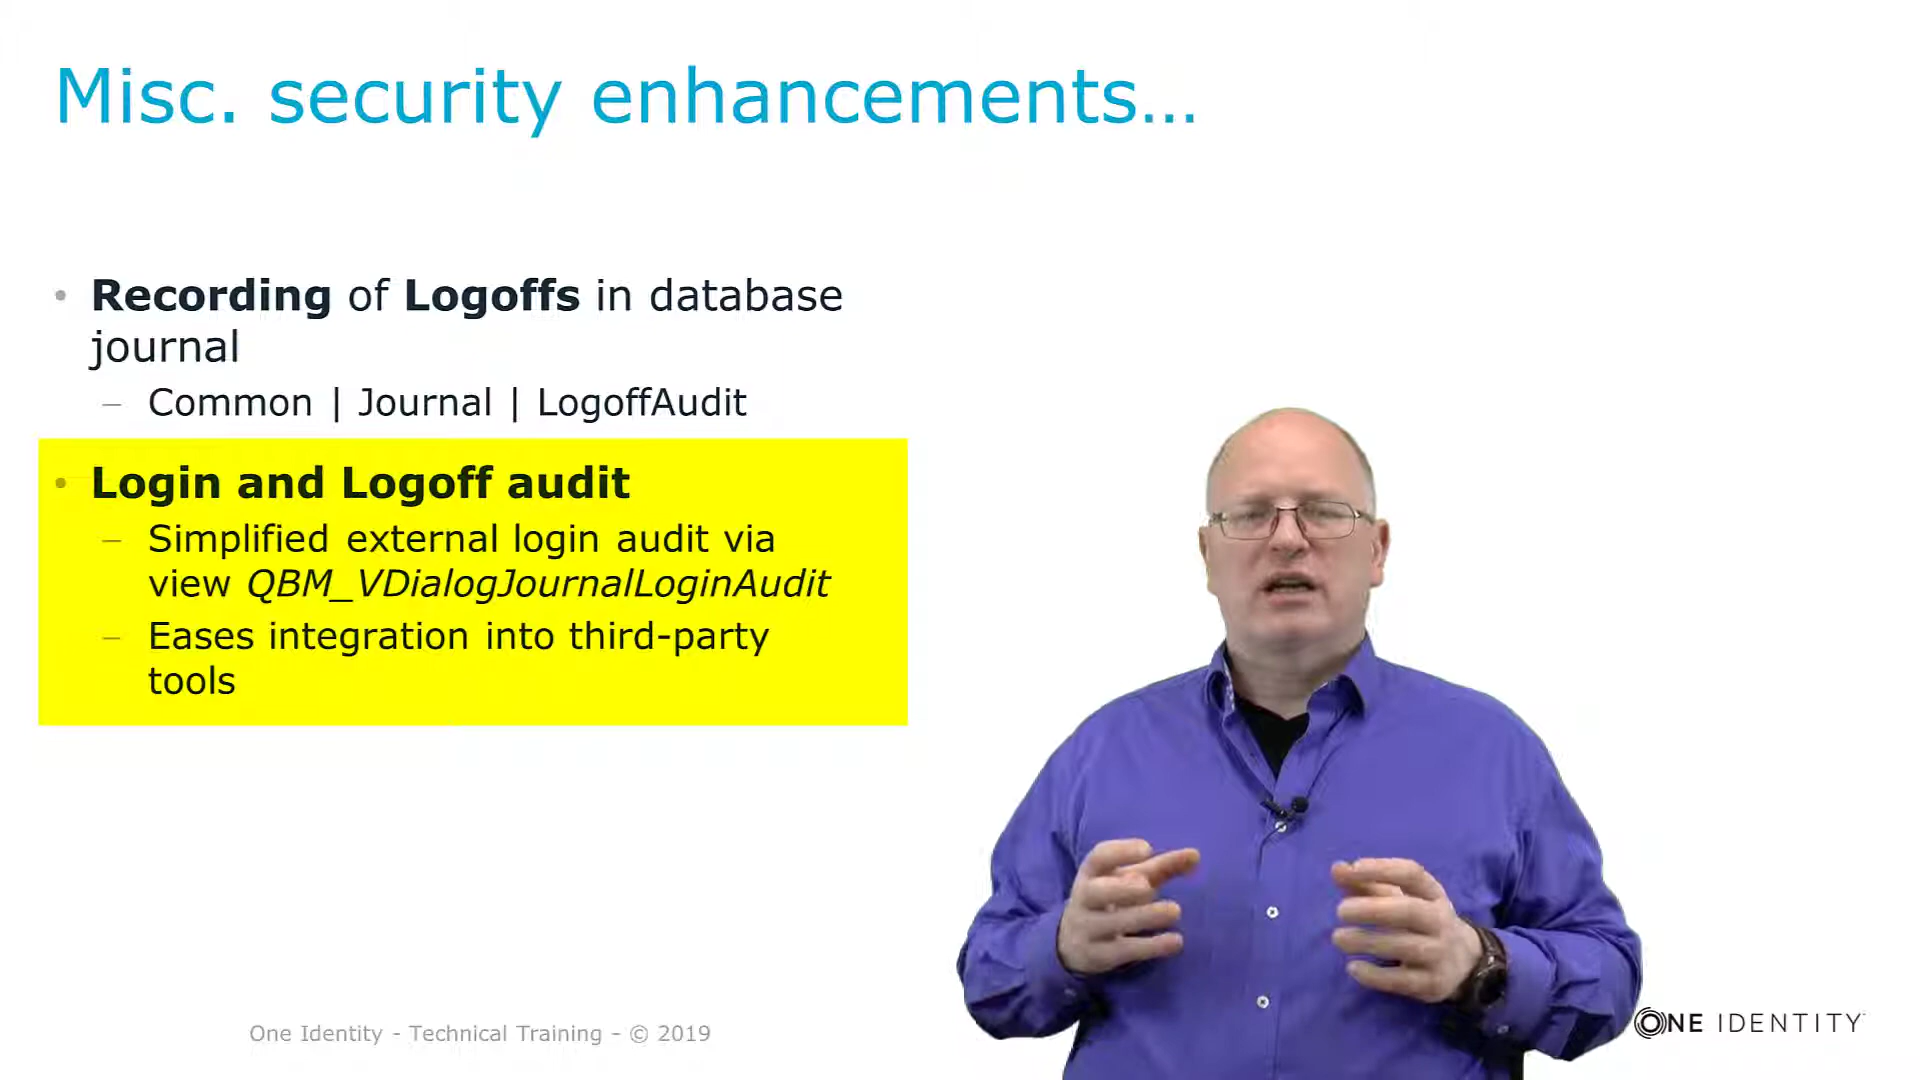 Misc. security enhancements…
• Recording of Logoffs in database
journal
– Common | Journal | LogoffAudit
• Login and Logoff audit
– Simplified external login audit via
view QBM_VDialogJournalLoginAudit
– Eases integration into third-party
tools
One Identity - Technical Training - © 2019
ONE IDENTITY